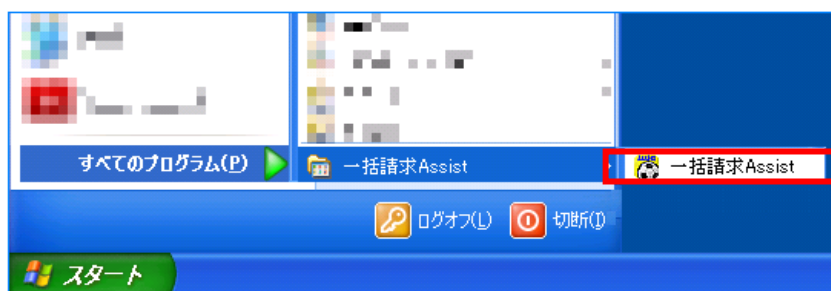 すべてのプログラム(P)
一括請求Assist
一括請求Assist
ログオフ(L)
切断(I)
スタート